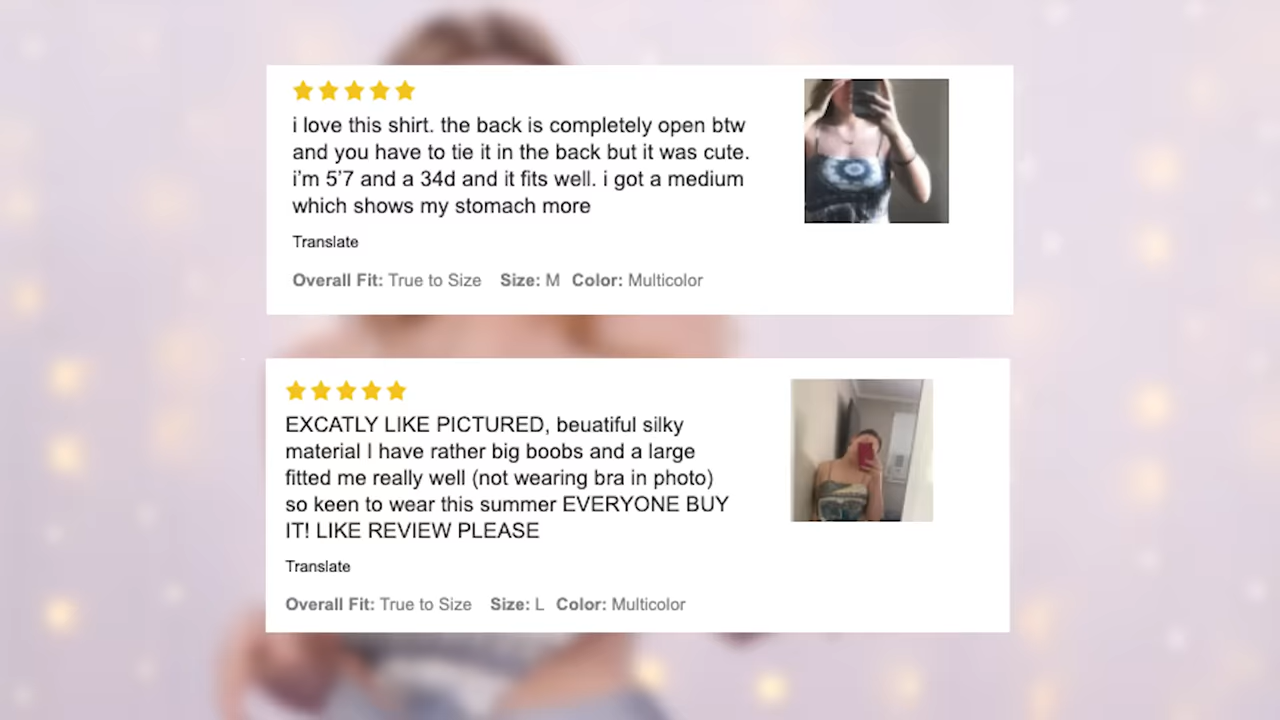 i love this shirt. the back is completely open btw
and you have to tie it in the back but it was cute.
i’m 5’7 and a 34d and it fits well. i got a medium
which shows my stomach more
Translate
Overall Fit: True to Size Size: M Color: Multicolor
EXCATLY LIKE PICTURED, beuatiful silky
material I have rather big boobs and a large
fitted me really well (not wearing bra in photo)
so keen to wear this summer EVERYONE BUY
IT! LIKE REVIEW PLEASE
Translate
Overall Fit: True to Size Size: L Color: Multicolor